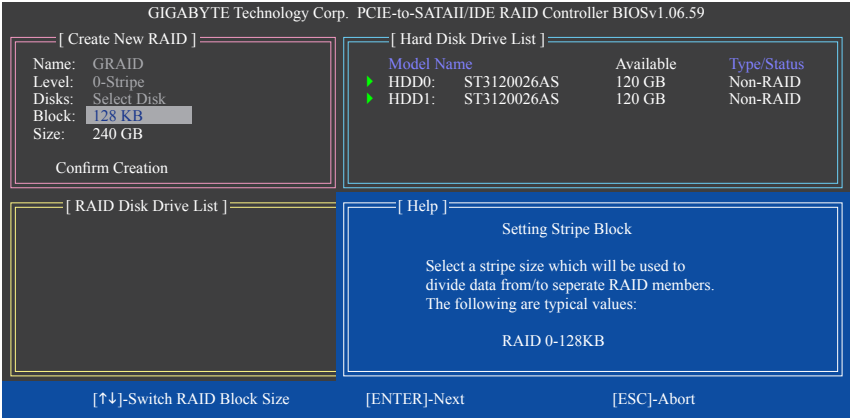 GIGABYTE Technology Corp. PCIE-to-SATAII/IDE RAID Controller BIOSv1.06.59
[ Create New RAID ]
Name: GRAID
Level: 0-Stripe
Disks: Select Disk
Block: 128 KB
Size: 240 GB
Confirm Creation
[ Hard Disk Drive List ]
Model Name Available Type/Status
HDD0: ST3120026AS 120 GB Non-RAID
HDD1: ST3120026AS 120 GB Non-RAID
[ RAID Disk Drive List ]
[ Help ]
Setting Stripe Block
Select a stripe size which will be used to
divide data from/to seperate RAID members.
The following are typical values:
RAID 0-128KB
[↑↓]-Switch RAID Block Size [ENTER]-Next [ESC]-Abort